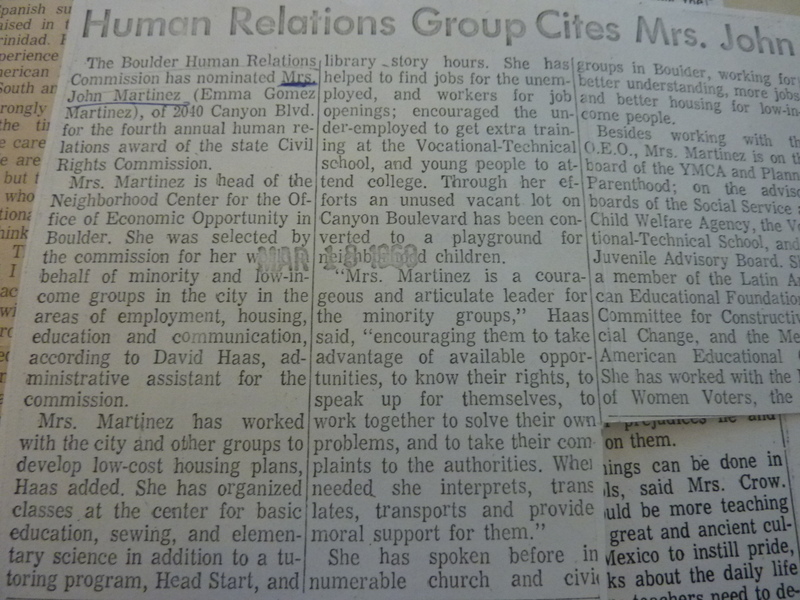 Human Relations Group Cites Mrs. John
The Boulder Human Relations
Commission has nominated Mrs.
John Martinez (Emma Gomez
Martinez), of 2040 Canyon Blvd.
for the fourth annual human re-
lations award of the state Civil
Rights Commission.
Mrs. Martinez is head of the
Neighborhood Center for the Of-
fice of Economic Opportunity in
Boulder. She was selected by
the commission for her w
behalf of minority and low-in-
come groups in the city in the
areas of employment, housing,
education and communication,
according to David Haas, ad-
ministrative assistant for the
commission.
Mrs. Martinez has worked
with the city and other groups to
develop low-cost housing plans,
Haas added. She has organized
classes at the center for basic
education, sewing, and elemen-
tary science in addition to a tu-
toring program, Head Start, and
library story hours. She has
helped to find jobs for the unem-
ployed, and workers for job
openings; encouraged the un-
der-employed to get extra train-
ing at the Vocational-Technical
school, and young people to at-
tend college. Through her ef-
forts an unused vacant lot on
Canyon Boulevard has been con-
verted to a playground for
d children.
"Mrs. Martinez is a coura-
geous and articulate leader for
the minority groups," Haas
said, "encouraging them to take
advantage of available oppor-
tunities, to know their rights, to
speak up for themselves, to
work together to solve their own
problems, and to take their com
plaints to the authorities. When
needed she interprets, trans
lates, transports and provide
moral support for them."
She has spoken before in
numerable church and civic
groups in Boulder, working for
better understanding, more jobs
and better housing for low-in-
come people.
Besides working with th
O.E.O., Mrs. Martinez is on th
board of the YMCA and Plann
Parenthood; on the adviso
boards of the Social Service
Child Welfare Agency, the Vo
tional-Technical School, and
Juvenile Advisory Board. S
a member of the Latin A
can Educational Foundation
Committee for Constructiv
cial Change, and the Me
American Educational
She has worked with the
of Women Voters, the
MAR 1 1968
prejudices he and
on them.
ings can be done in
ls, said Mrs. Crow.
uld be more teaching
great and ancient cul-
Mexico to instill pride,
ks about the daily life
teachers need to de-